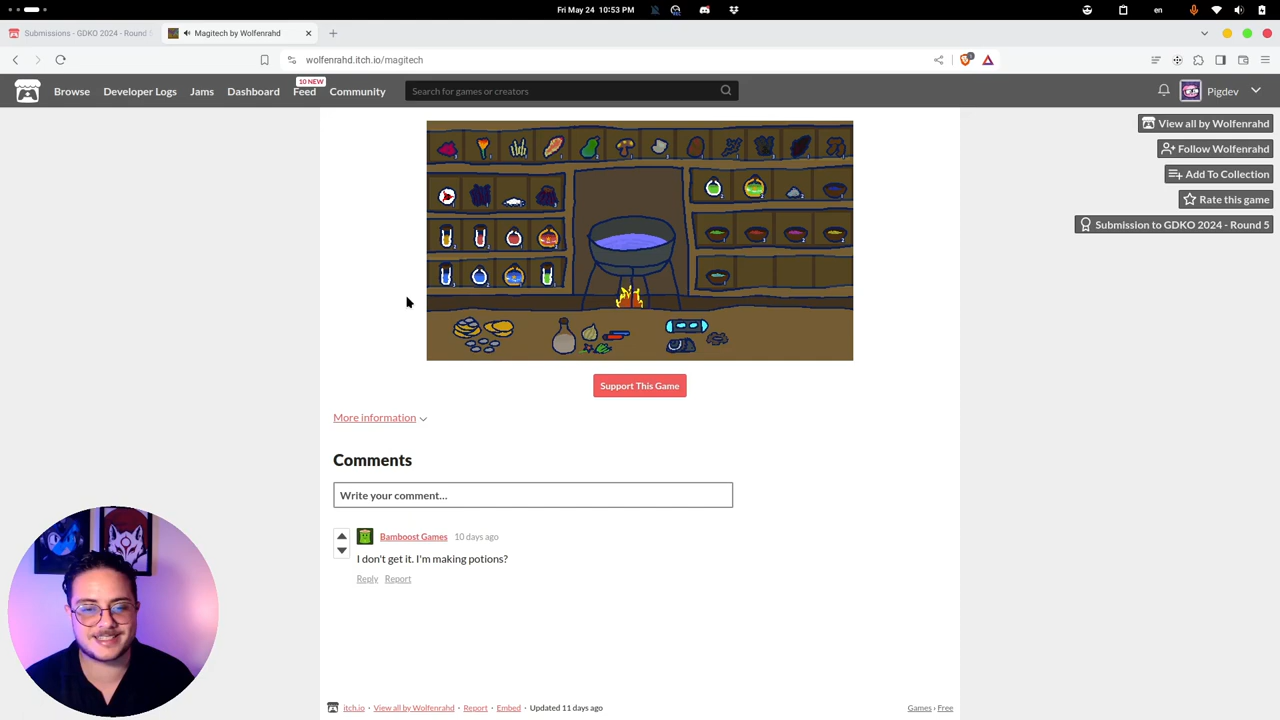 Fri May 24 10:53 PM
en
Submissions - GDKO 2024 - Round 5
Magitech by Wolfenrahd
wolfenrahd.itch.io/magitech
10 NEW
Browse Developer Logs Jams Dashboard Feed Community
Search for games or creators
Pigdev
View all by Wolfenrahd
Follow Wolfenrahd
Add To Collection
Rate this game
Submission to GDKO 2024 - Round 5
Support This Game
More information
Comments
Write your comment...
Bamboost Games 10 days ago
I don't get it. I'm making potions?
Reply Report
itch.io · View all by Wolfenrahd · Report · Embed · Updated 11 days ago
Games › Free